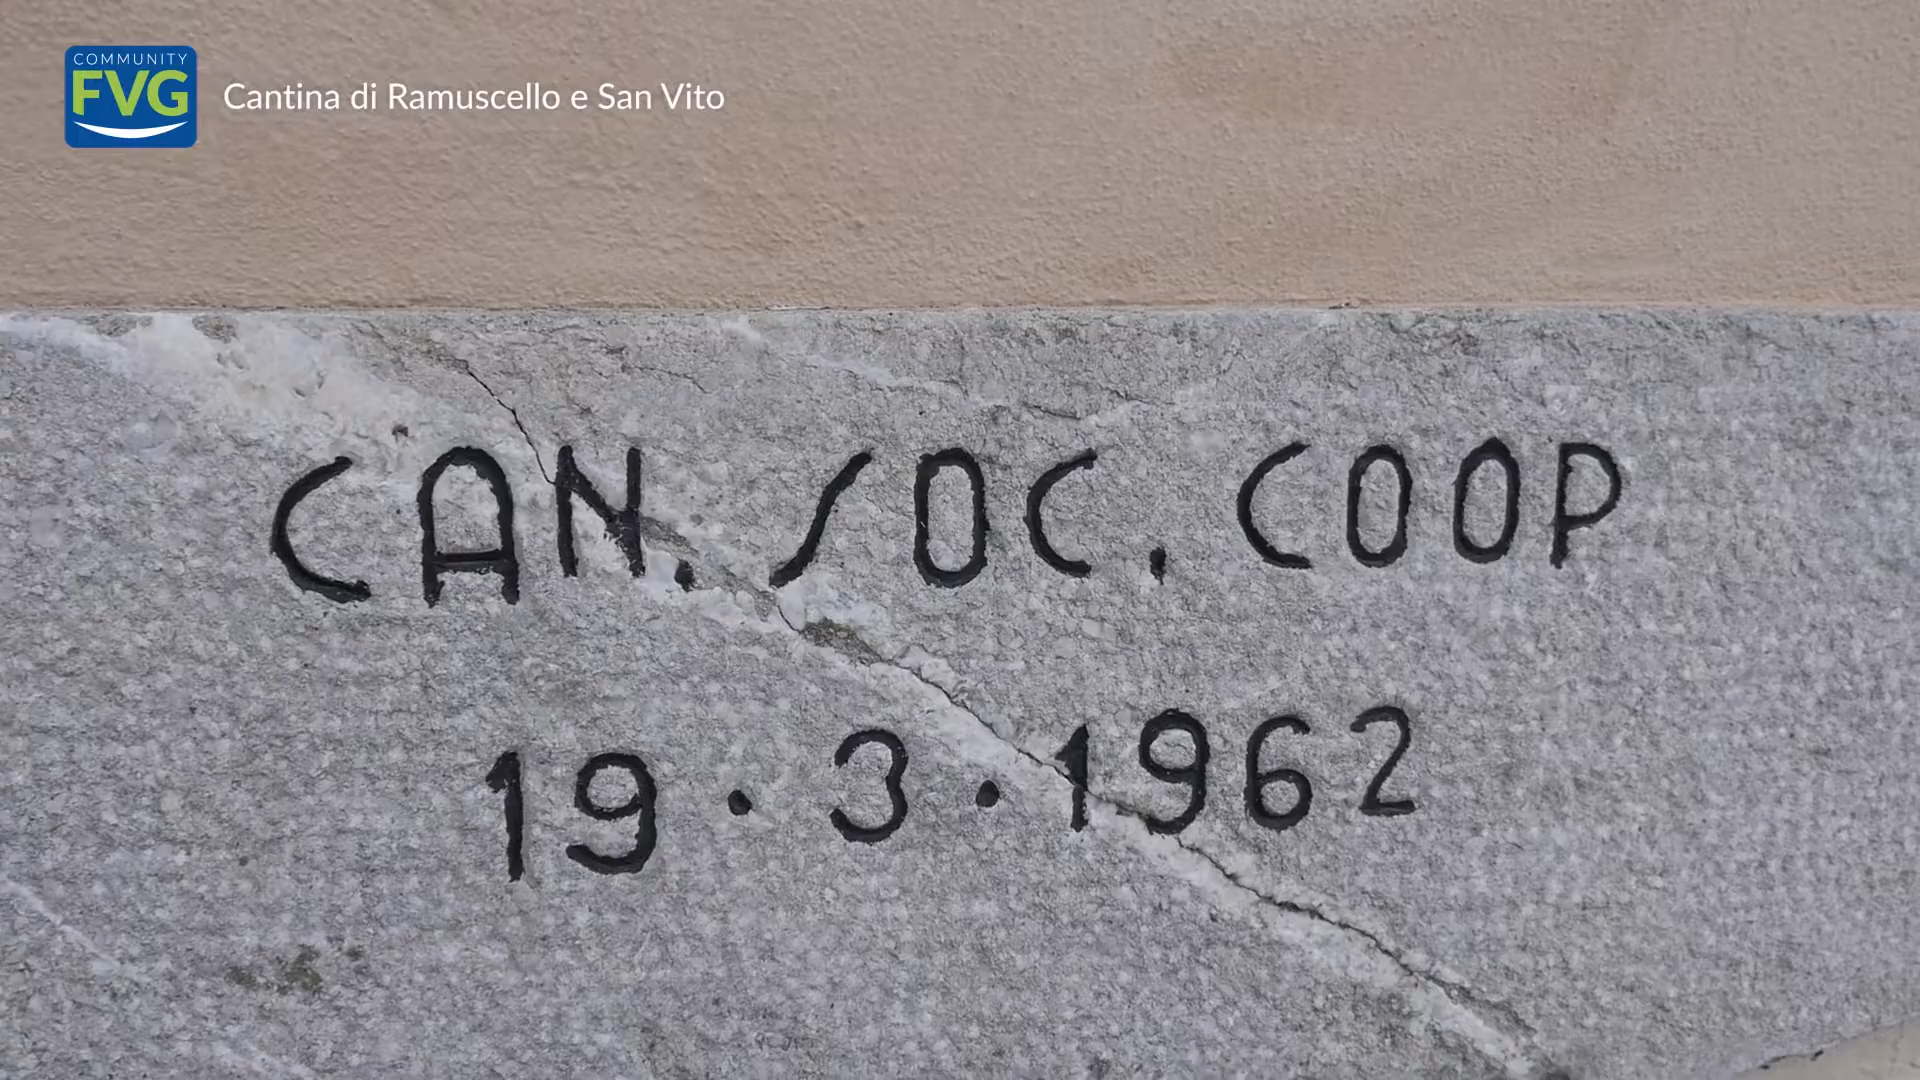 COMMUNITY
FVG
Cantina di Ramuscello e San Vito
CAN. SOC. COOP
19 • 3 • 1962